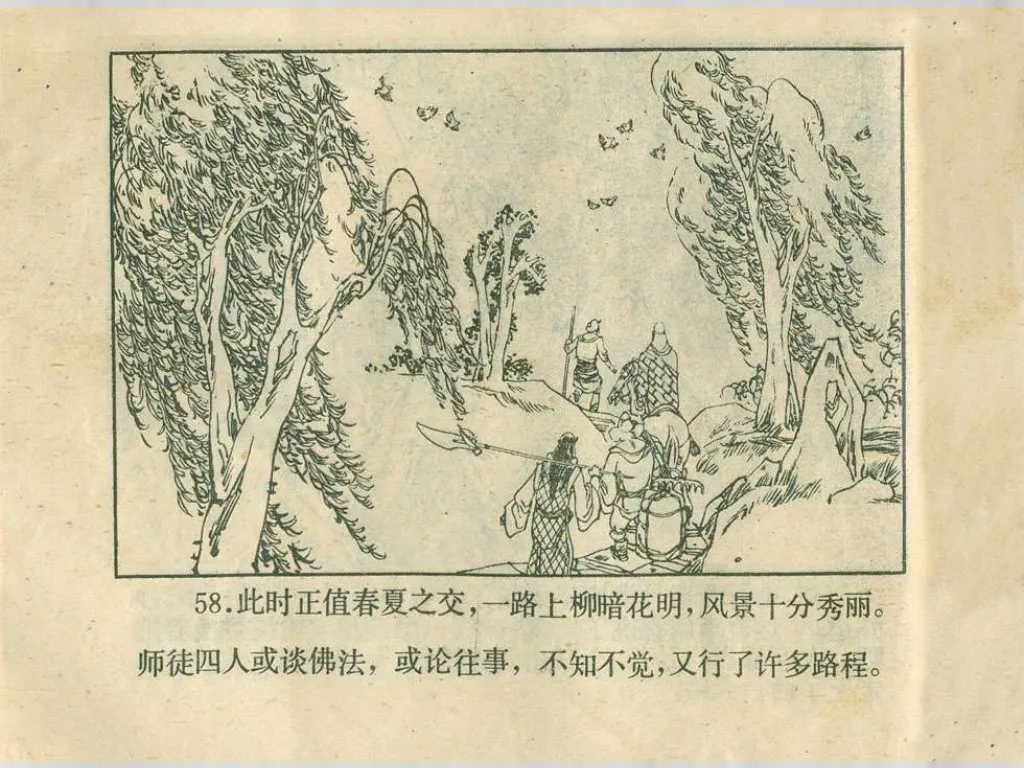 58.此时正值春夏之交，一路上柳暗花明，风景十分秀丽。
师徒四人或谈佛法，或论往事，不知不觉，又行了许多路程。